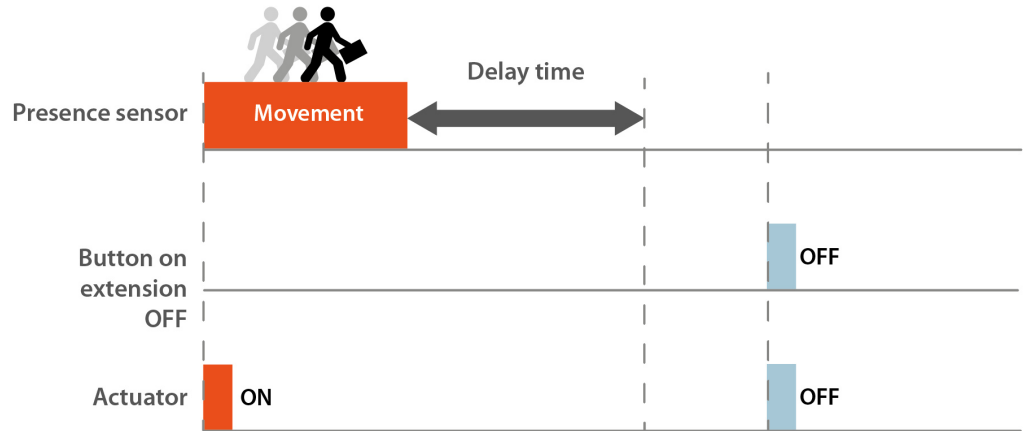 Delay time
Presence sensor
Movement
Button on
extension
OFF
OFF
Actuator
ON
OFF